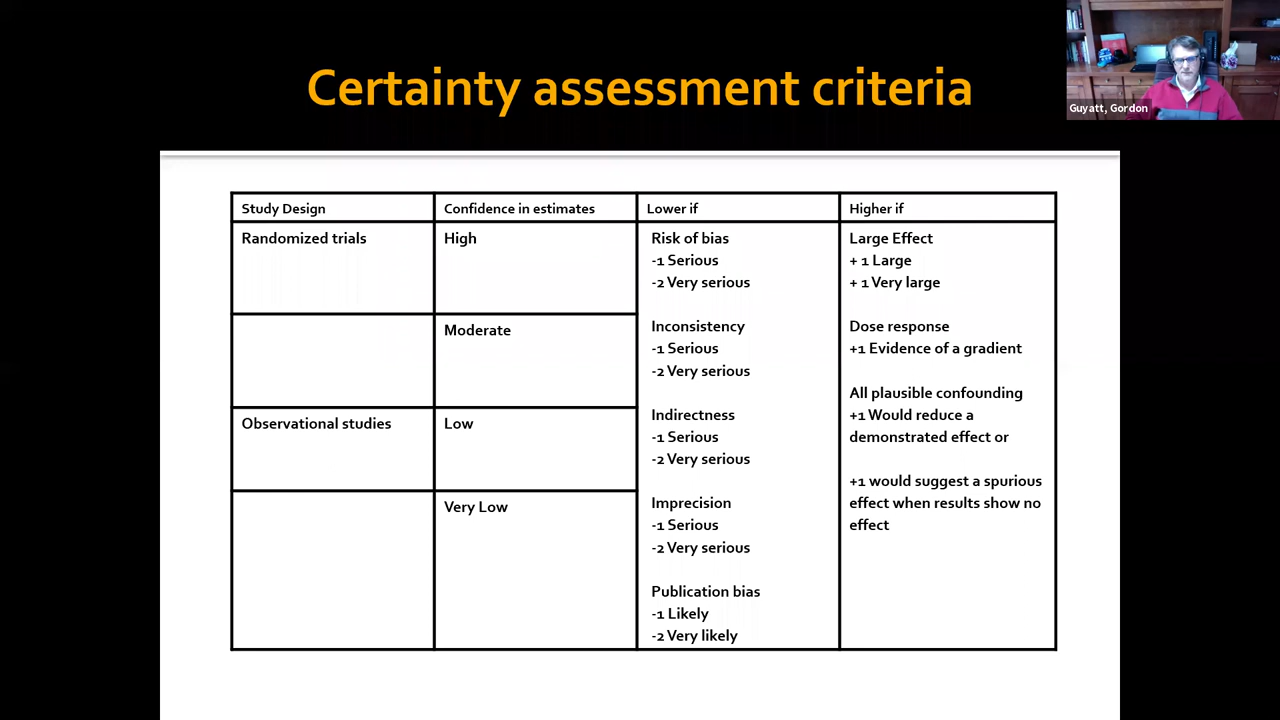 Certainty assessment criteria
Guyatt, Gordon
Study Design
Confidence in estimates
Lower if
Higher if
Randomized trials
High
Moderate
Observational studies
Low
Very Low
Risk of bias
-1 Serious
-2 Very serious
Inconsistency
-1 Serious
-2 Very serious
Indirectness
-1 Serious
-2 Very serious
Imprecision
-1 Serious
-2 Very serious
Publication bias
-1 Likely
-2 Very likely
Large Effect
+ 1 Large
+ 1 Very large
Dose response
+1 Evidence of a gradient
All plausible confounding
+1 Would reduce a
demonstrated effect or
+1 would suggest a spurious
effect when results show no
effect